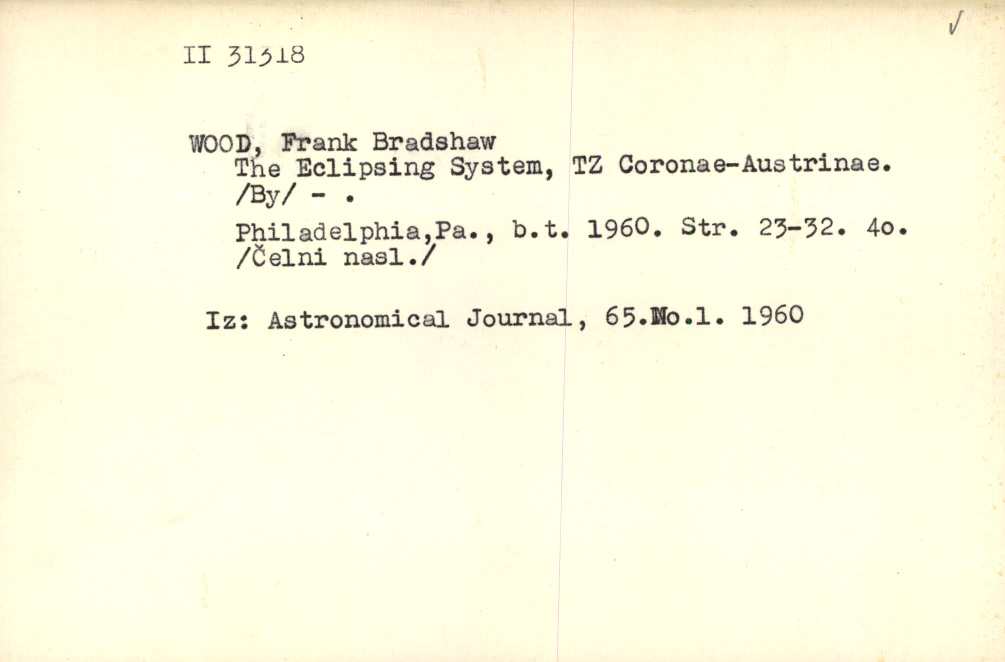 II 31318
WOOD, Frank Bradshaw
The Eclipsing System, TZ Coronae-Austrinae.
/By/ - .
Philadelphia,Pa., b.t. 1960. Str. 23-32. 4o.
/Čelni nasl./
Iz: Astronomical Journal, 65.No.1. 1960